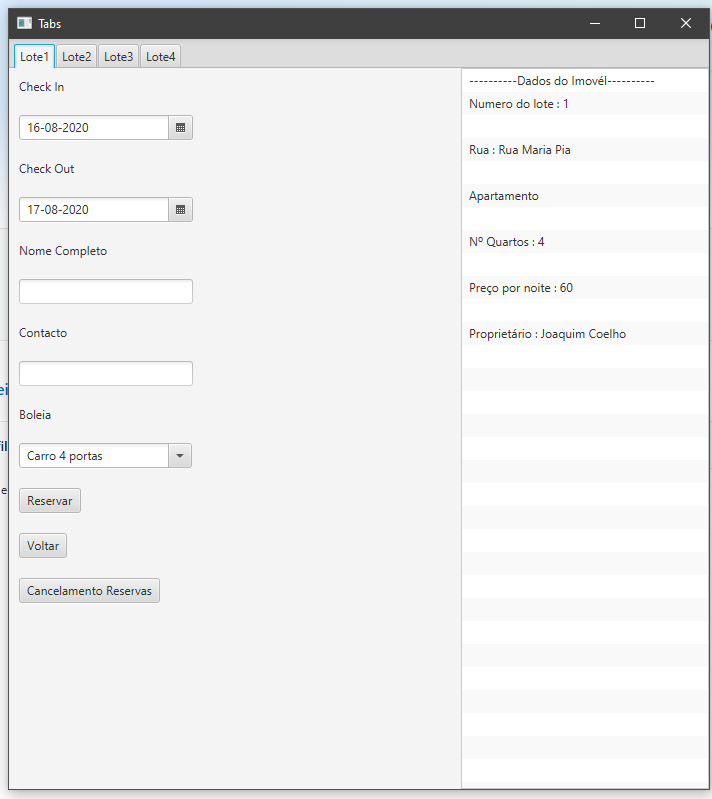 Tabs
Lote1 Lote2 Lote3 Lote4
Check In
16-08-2020
Check Out
17-08-2020
Nome Completo
Contacto
Boleia
Carro 4 portas
Reservar
Voltar
Cancelamento Reservas
----------Dados do Imovél----------
Numero do lote : 1
Rua : Rua Maria Pia
Apartamento
Nº Quartos : 4
Preço por noite : 60
Proprietário : Joaquim Coelho